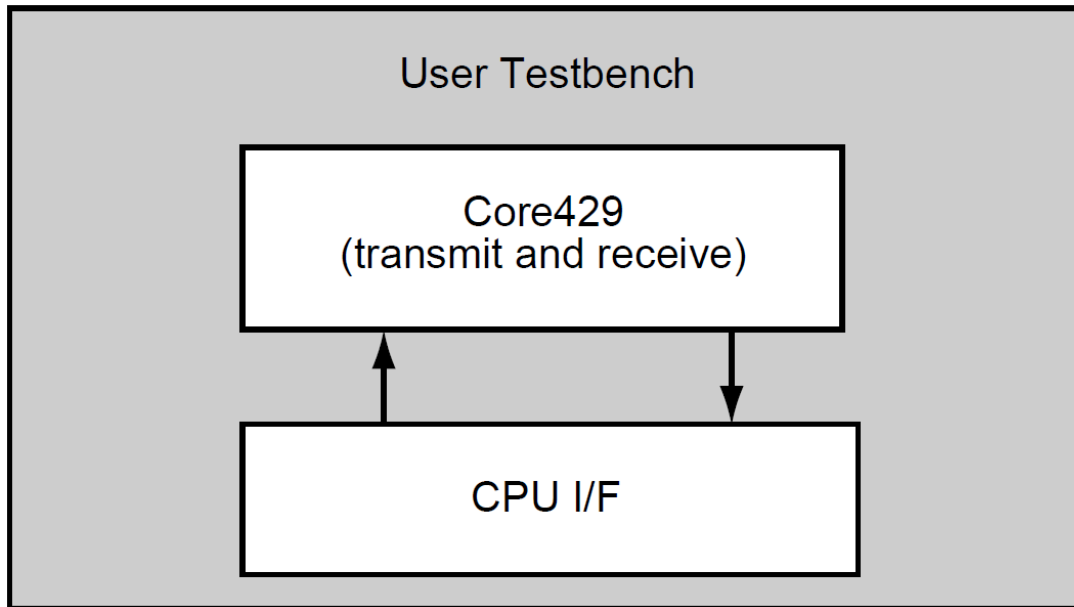 User Testbench
Core429
(transmit and receive)
CPU I/F